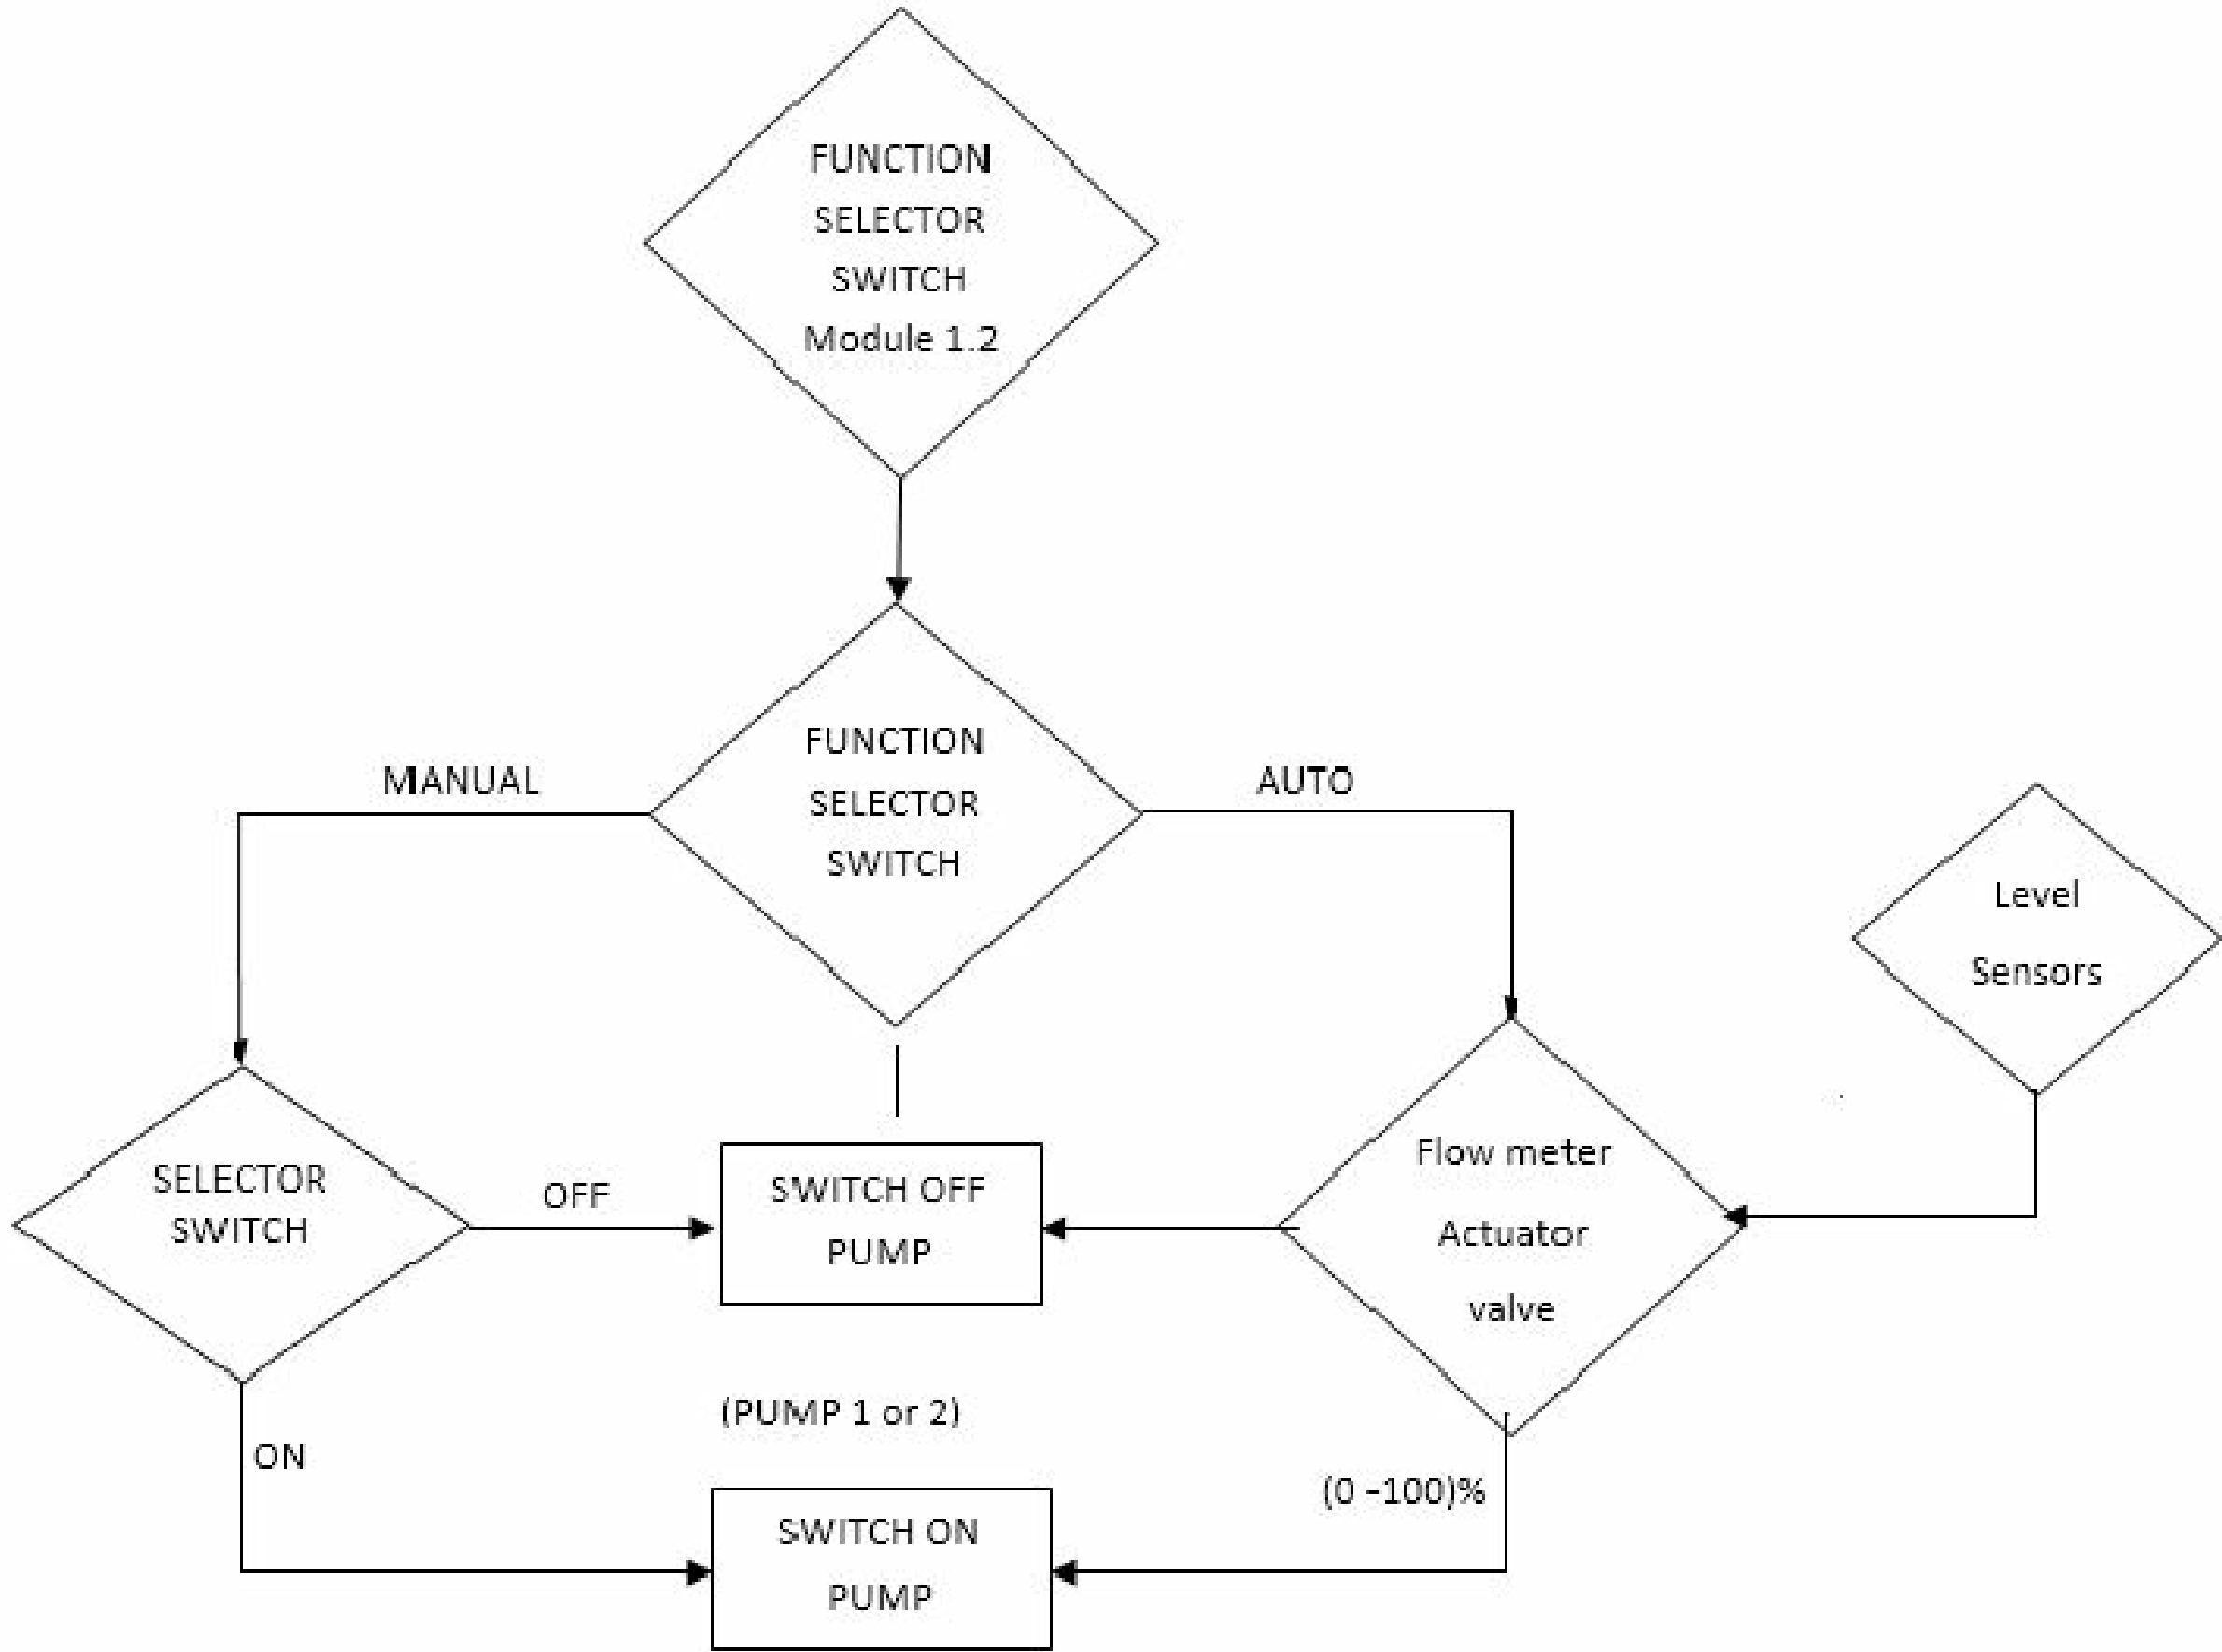 FUNCTION
SELECTOR
SWITCH
Module 1.2
FUNCTION
SELECTOR
SWITCH
MANUAL
AUTO
Level
Sensors
SELECTOR
SWITCH
OFF
SWITCH OFF
PUMP
Flow meter
Actuator
valve
(PUMP 1 or 2)
ON
(0 -100)%
SWITCH ON
PUMP